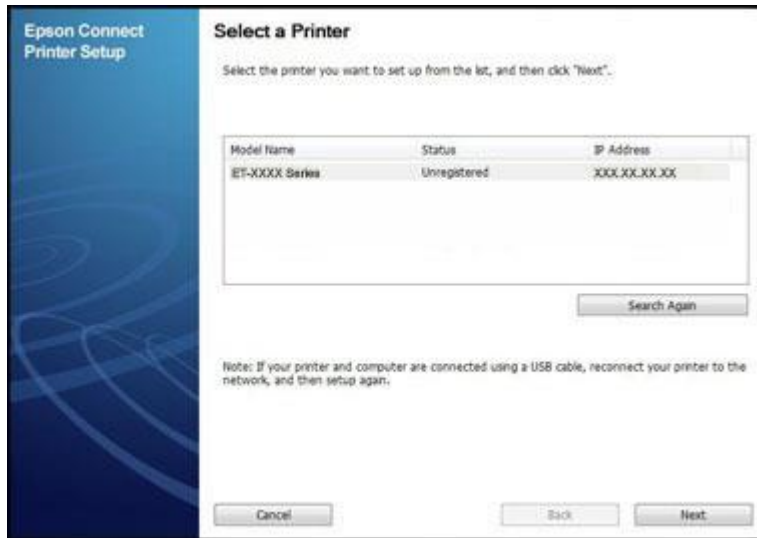 Epson Connect
Printer Setup
Select a Printer
Select the printer you want to set up from the list, and then click "Next".
Model Name Status IP Address
ET-XXXX Series Unregistered XXX.XX.XX.XX
Search Again
Note: If your printer and computer are connected using a USB cable, reconnect your printer to the
network, and then setup again.
Cancel Back Next